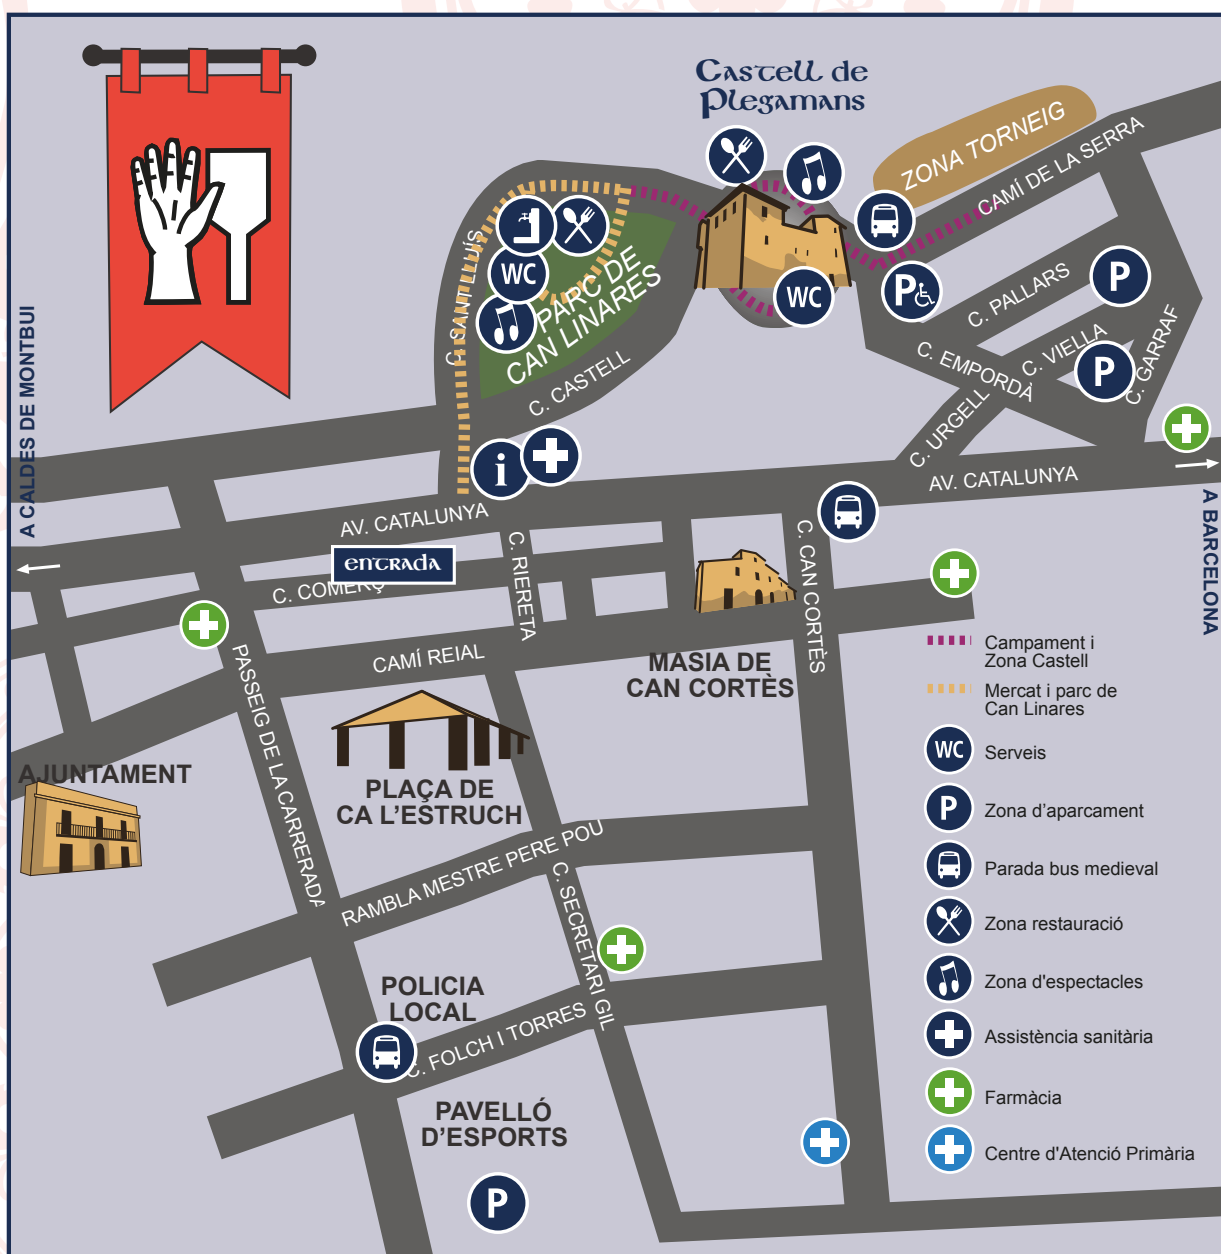 Castell de
Plegamans
ZONA TORNEIG
CAMÍ DE LA SERRA
C. SANT LLUÍS
WC
PARC DE
CAN LINARES
WC
P
C. PALLARS
P
C. VIELLA
C. EMPORDÀ
P
C. GARRAF
C. CASTELL
C. URGELL
A CALDES DE MONTBUI
i
AV. CATALUNYA
AV. CATALUNYA
A BARCELONA
entrada
C. COMERÇ
C. RIERETA
C. CAN CORTÈS
CAMÍ REIAL
MASIA DE
CAN CORTÈS
PASSEIG DE LA CARRERADA
AJUNTAMENT
PLAÇA DE
CA L'ESTRUCH
RAMBLA MESTRE PERE POU
C. SECRETARI GIL
POLICIA
LOCAL
C. FOLCH I TORRES
PAVELLÓ
D'ESPORTS
P
Campament i
Zona Castell
Mercat i parc de
Can Linares
WC Serveis
P Zona d'aparcament
Parada bus medieval
Zona restauració
Zona d'espectacles
Assistència sanitària
Farmàcia
Centre d'Atenció Primària